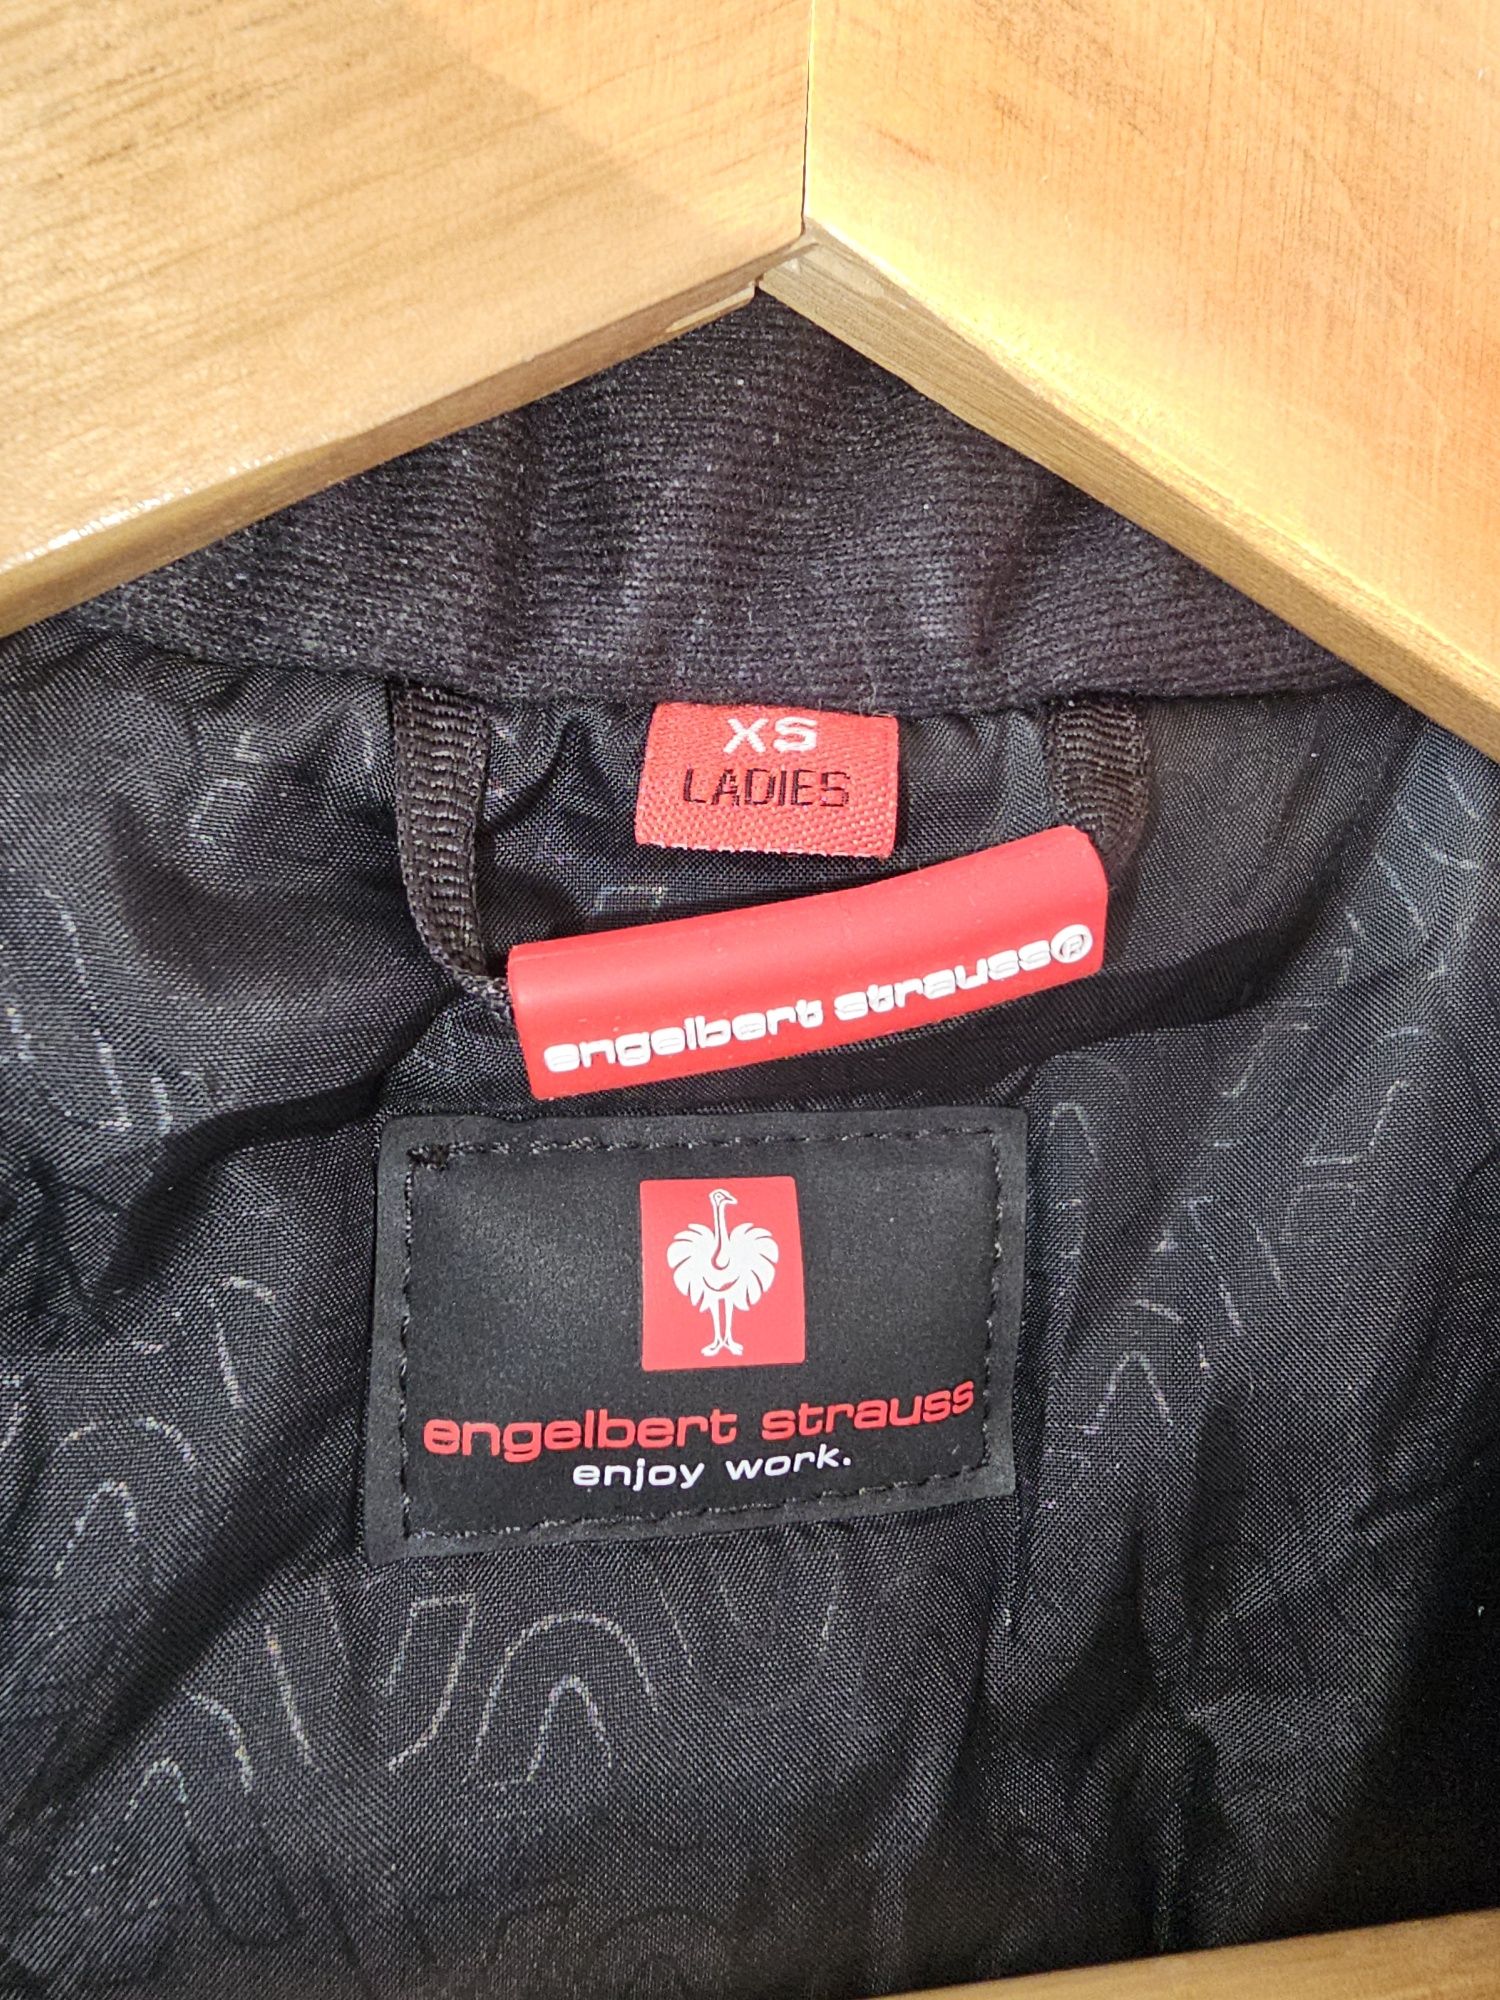 XS
LADIES
engelbert strauss®
engelbert strauss
enjoy work.